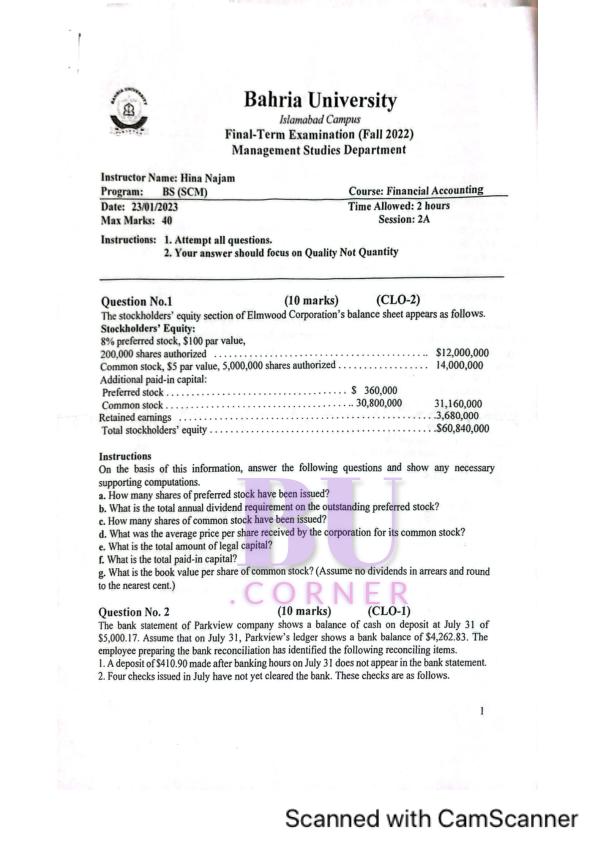 Bahria University
Islamabad Campus
Final-Term Examination (Fall 2022)
Management Studies Department
Instructor Name: Hina Najam
Program: BS (SCM) Course: Financial Accounting
Date: 23/01/2023 Time Allowed: 2 hours
Max Marks: 40 Session: 2A
Instructions: 1. Attempt all questions.
2. Your answer should focus on Quality Not Quantity
Question No.1 (10 marks) (CLO-2)
The stockholders' equity section of Elmwood Corporation's balance sheet appears as follows.
Stockholders' Equity:
8% preferred stock, $100 par value,
200,000 shares authorized ........................................... $12,000,000
Common stock, $5 par value, 5,000,000 shares authorized .................. 14,000,000
Additional paid-in capital:
Preferred stock .................................... $ 360,000
Common stock ..................................... 30,800,000 31,160,000
Retained earnings ....................................................3,680,000
Total stockholders' equity .............................................$60,840,000
Instructions
On the basis of this information, answer the following questions and show any necessary
supporting computations.
a. How many shares of preferred stock have been issued?
b. What is the total annual dividend requirement on the outstanding preferred stock?
c. How many shares of common stock have been issued?
d. What was the average price per share received by the corporation for its common stock?
e. What is the total amount of legal capital?
f. What is the total paid-in capital?
g. What is the book value per share of common stock? (Assume no dividends in arrears and round
to the nearest cent.)
BU
.CORNER
Question No. 2 (10 marks) (CLO-1)
The bank statement of Parkview company shows a balance of cash on deposit at July 31 of
$5,000.17. Assume that on July 31, Parkview's ledger shows a bank balance of $4,262.83. The
employee preparing the bank reconciliation has identified the following reconciling items.
1. A deposit of $410.90 made after banking hours on July 31 does not appear in the bank statement.
2. Four checks issued in July have not yet cleared the bank. These checks are as follows.
1
Scanned with CamScanner